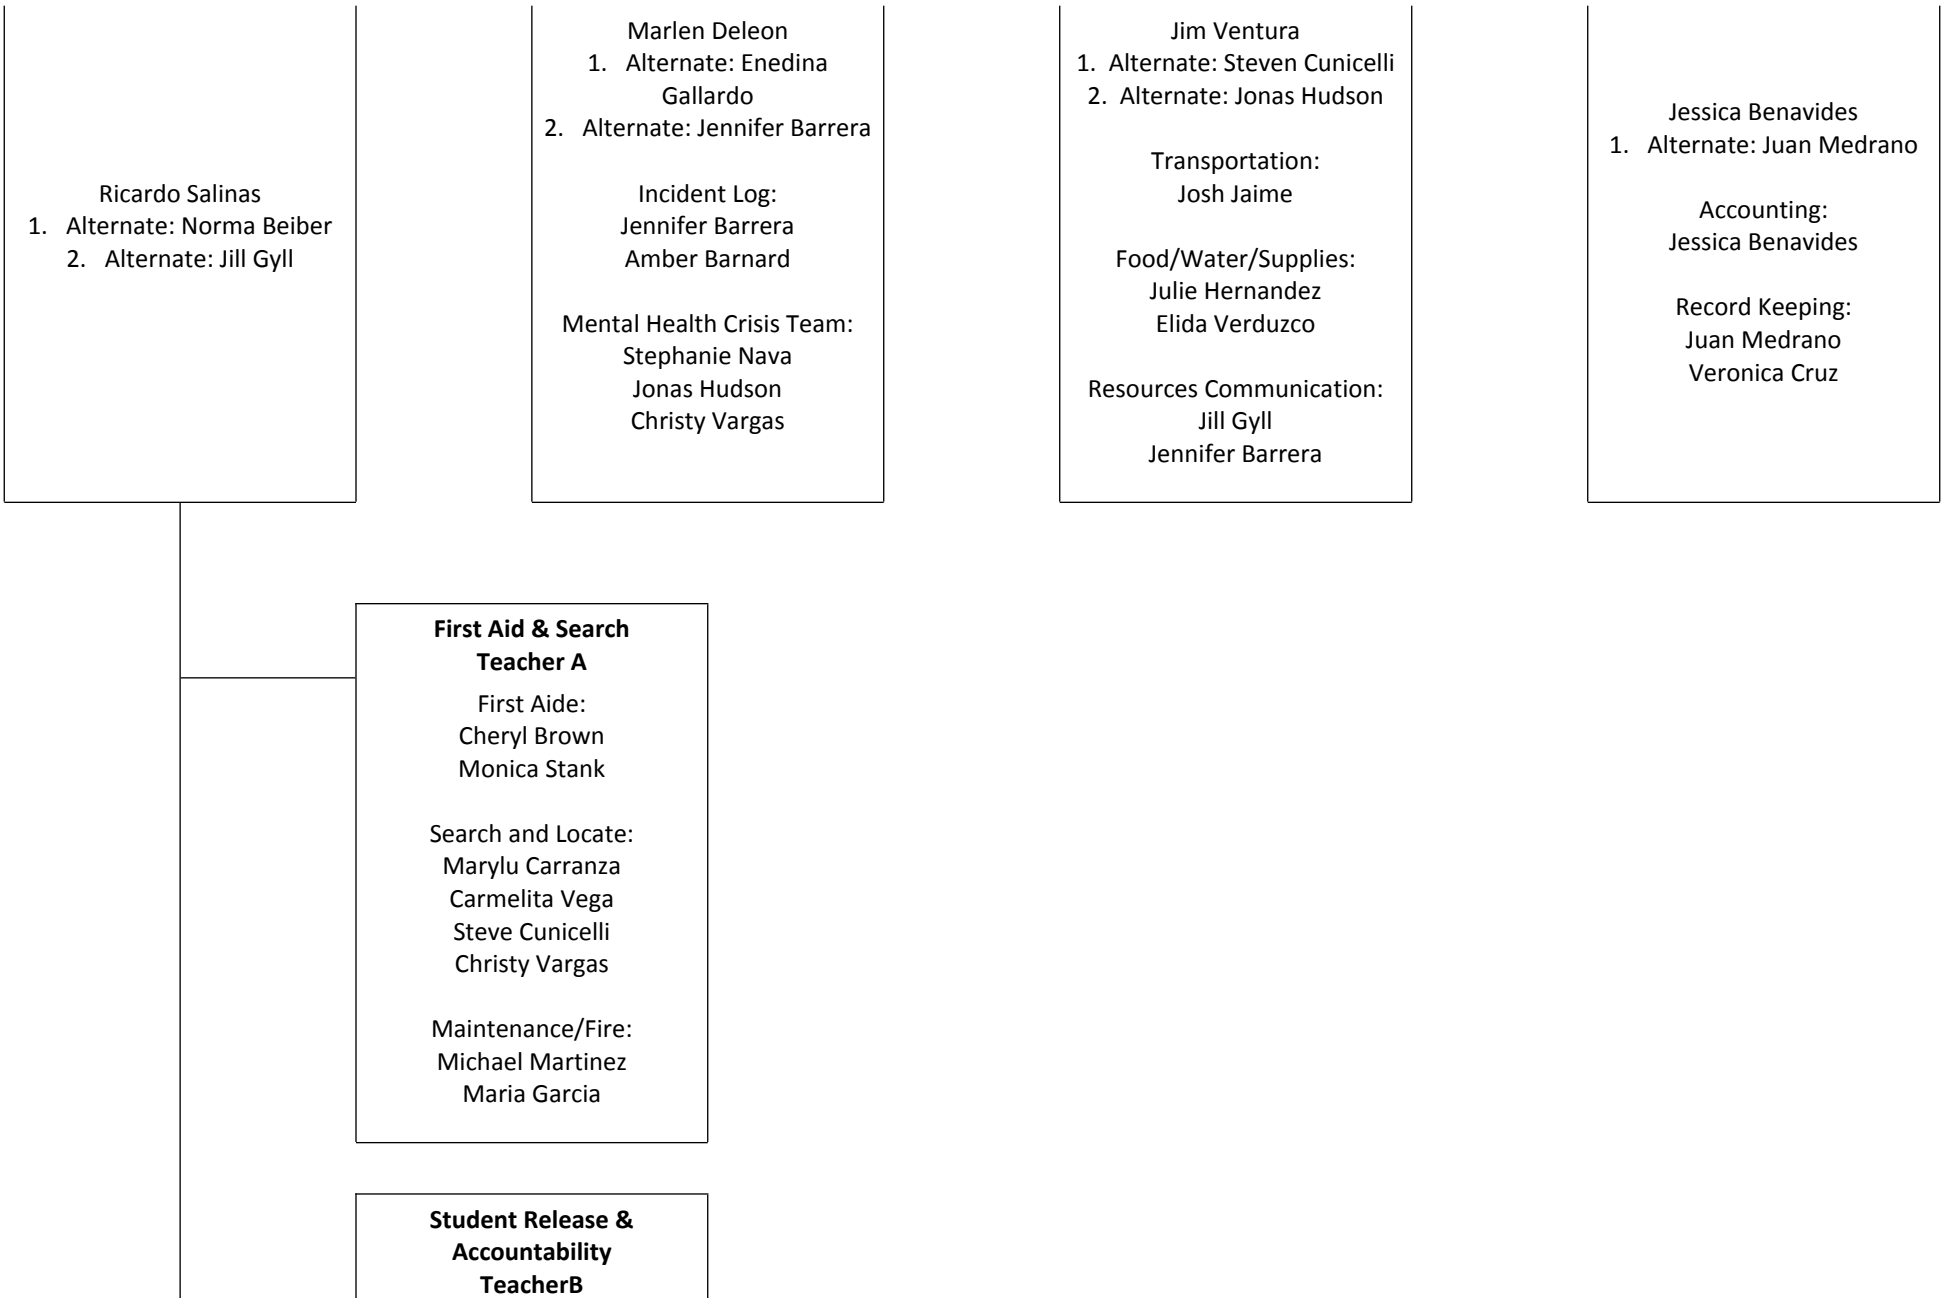 Ricardo Salinas
1. Alternate: Norma Beiber
2. Alternate: Jill Gyll
Marlen Deleon
1. Alternate: Enedina
Gallardo
2. Alternate: Jennifer Barrera
Incident Log:
Jennifer Barrera
Amber Barnard
Mental Health Crisis Team:
Stephanie Nava
Jonas Hudson
Christy Vargas
Jim Ventura
1. Alternate: Steven Cunicelli
2. Alternate: Jonas Hudson
Transportation:
Josh Jaime
Food/Water/Supplies:
Julie Hernandez
Elida Verduzco
Resources Communication:
Jill Gyll
Jennifer Barrera
Jessica Benavides
1. Alternate: Juan Medrano
Accounting:
Jessica Benavides
Record Keeping:
Juan Medrano
Veronica Cruz
First Aid & Search
Teacher A
First Aide:
Cheryl Brown
Monica Stank
Search and Locate:
Marylu Carranza
Carmelita Vega
Steve Cunicelli
Christy Vargas
Maintenance/Fire:
Michael Martinez
Maria Garcia
Student Release &
Accountability
TeacherB